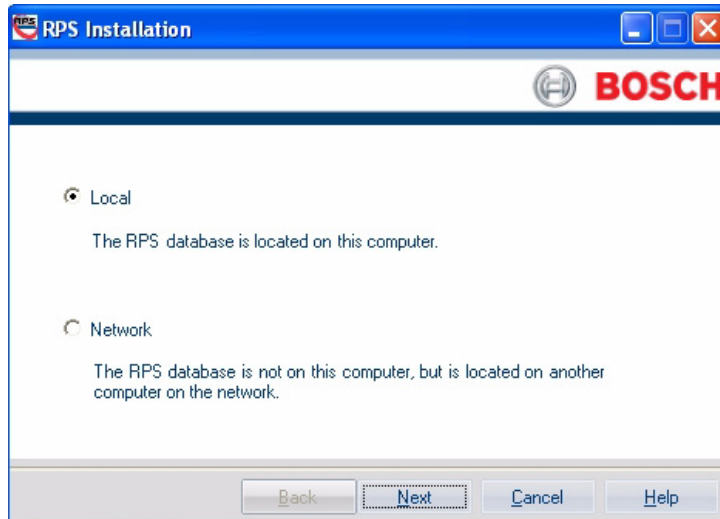 RPS
RPS Installation
BOSCH
Local
The RPS database is located on this computer.
Network
The RPS database is not on this computer, but is located on another
computer on the network.
Back Next Cancel Help